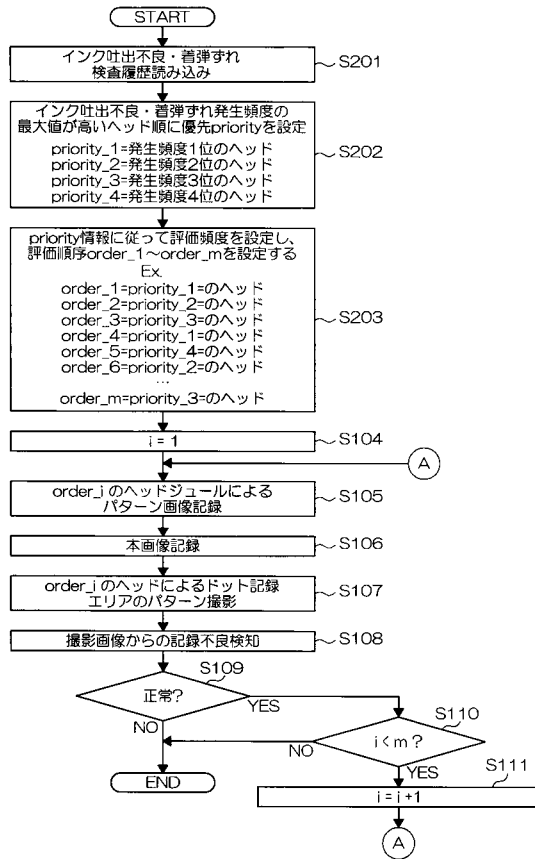 START
インク吐出不良・着弾ずれ
検査履歴読み込み
S201
インク吐出不良・着弾ずれ発生頻度の
最大値が高いヘッド順に優先priorityを設定
priority_1=発生頻度1位のヘッド
priority_2=発生頻度2位のヘッド
priority_3=発生頻度3位のヘッド
priority_4=発生頻度4位のヘッド
S202
priority情報に従って評価頻度を設定し、
評価順序order_1～order_mを設定する
Ex.
order_1=priority_1=のヘッド
order_2=priority_2=のヘッド
order_3=priority_3=のヘッド
order_4=priority_1=のヘッド
order_5=priority_4=のヘッド
order_6=priority_2=のヘッド
…
order_m=priority_3=のヘッド
S203
i = 1
S104
A
order_i のヘッドジュールによる
パターン画像記録
S105
本画像記録
S106
order_i のヘッドによるドット記録
エリアのパターン撮影
S107
撮影画像からの記録不良検知
S108
S109
正常?
YES
NO
S110
i < m ?
NO
YES
END
S111
i = i +1
A